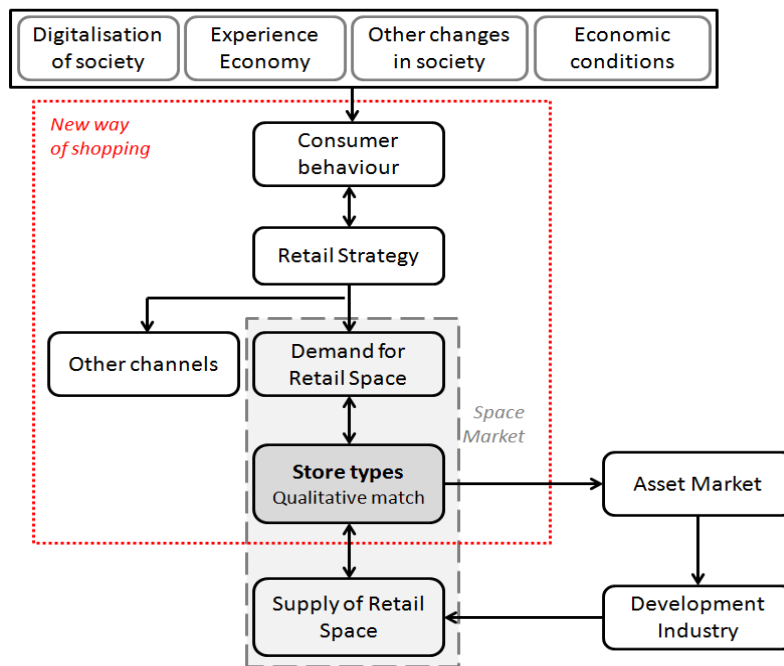 Digitalisation
of society
Experience
Economy
Other changes
in society
Economic
conditions
New way
of shopping
Consumer
behaviour
Retail Strategy
Other channels
Demand for
Retail Space
Space
Market
Store types
Qualitative match
Asset Market
Supply of Retail
Space
Development
Industry